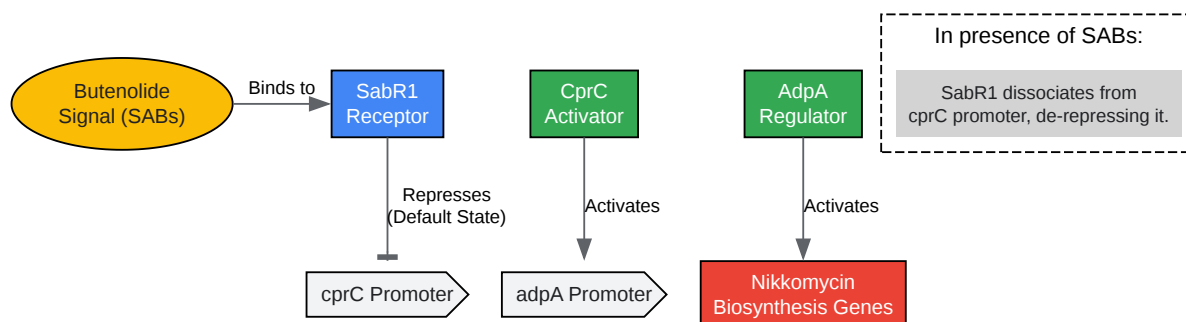 In presence of SABs:
Butenolide
Signal (SABs)
Binds to
SabR1
Receptor
CprC
Activator
AdpA
Regulator
SabR1 dissociates from
cprC promoter, de-repressing it.
Represses
(Default State)
Activates
Activates
cprC Promoter
adpA Promoter
Nikkomycin
Biosynthesis Genes